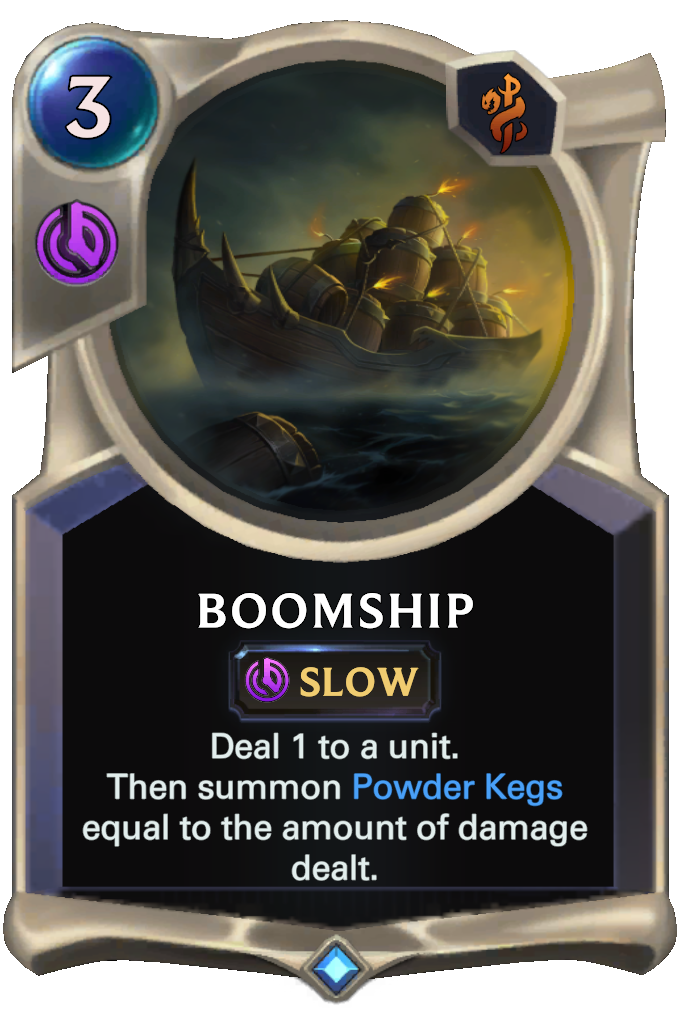 3
BOOMSHIP
SLOW
Deal 1 to a unit.
Then summon Powder Kegs
equal to the amount of damage
dealt.